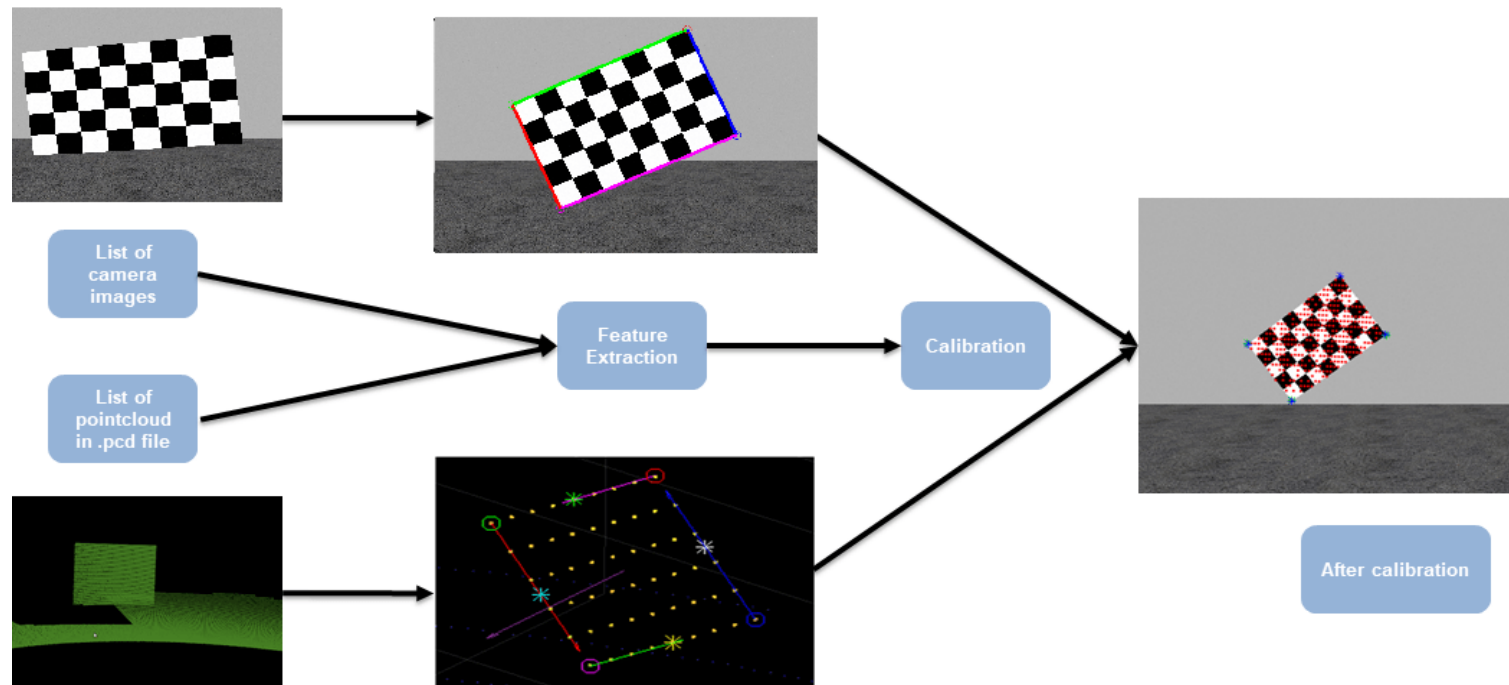 List of
camera
images
Feature
Extraction
Calibration
List of
pointcloud
in .pcd file
After calibration